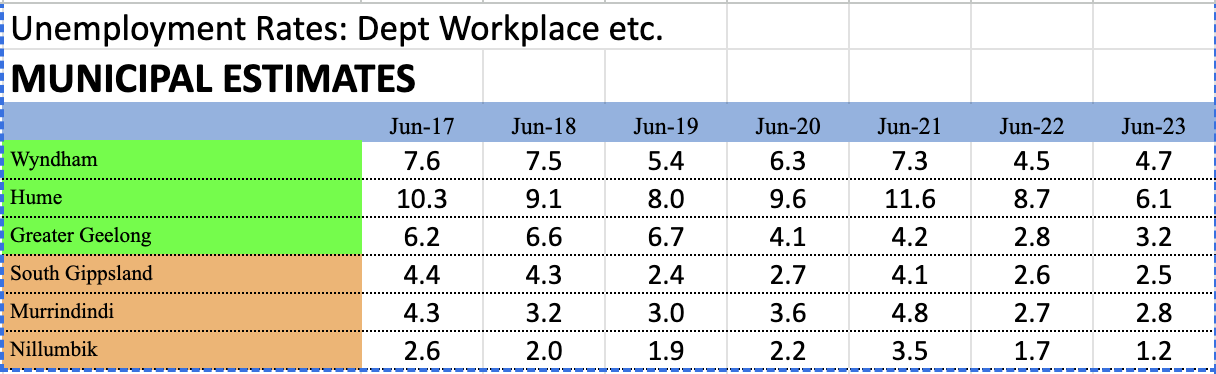 Unemployment Rates: Dept Workplace etc.
MUNICIPAL ESTIMATES
Jun-17 Jun-18 Jun-19 Jun-20 Jun-21 Jun-22 Jun-23
Wyndham 7.6 7.5 5.4 6.3 7.3 4.5 4.7
Hume 10.3 9.1 8.0 9.6 11.6 8.7 6.1
Greater Geelong 6.2 6.6 6.7 4.1 4.2 2.8 3.2
South Gippsland 4.4 4.3 2.4 2.7 4.1 2.6 2.5
Murrindindi 4.3 3.2 3.0 3.6 4.8 2.7 2.8
Nillumbik 2.6 2.0 1.9 2.2 3.5 1.7 1.2